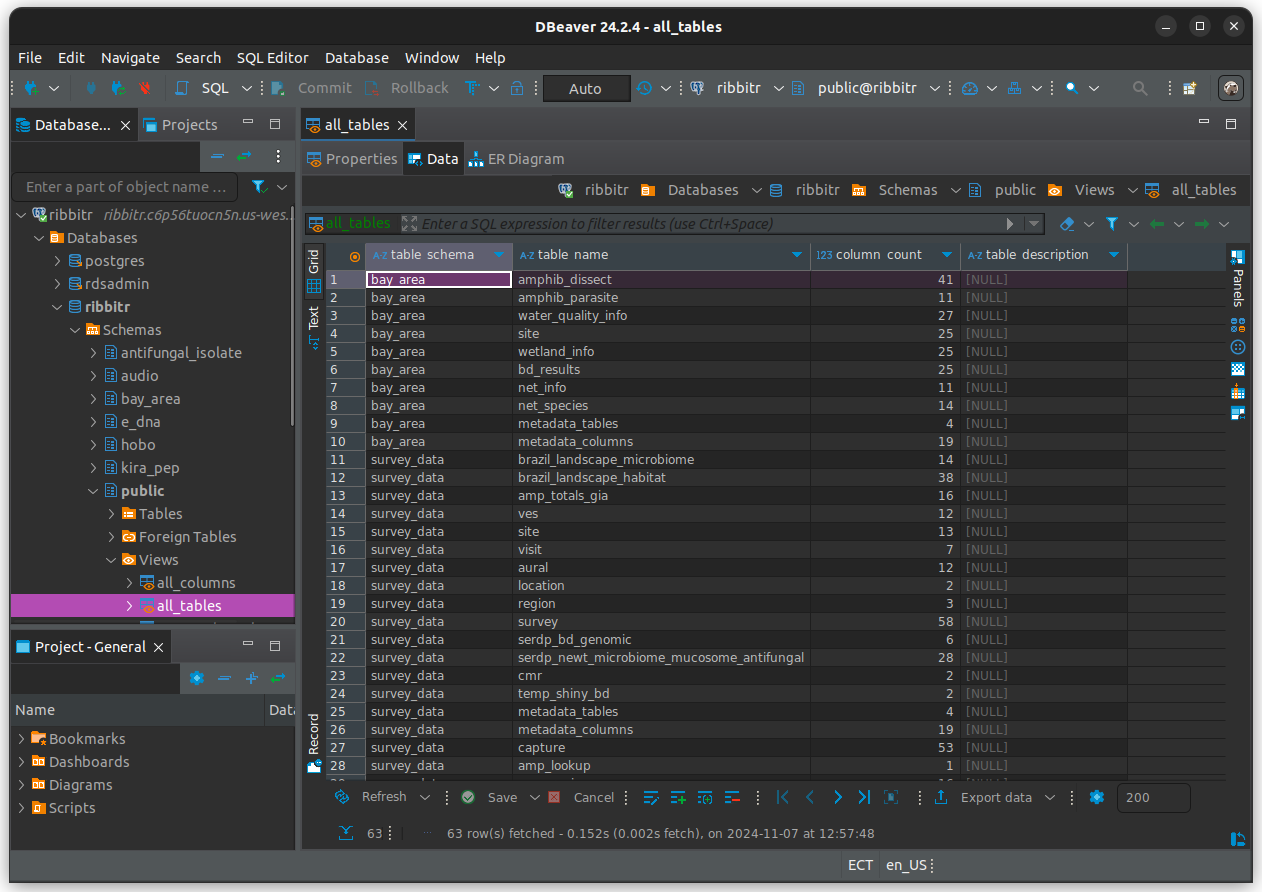 DBeaver 24.2.4 - all_tables
File Edit Navigate Search SQL Editor Database Window Help
SQL Commit Rollback Auto ribbitr public@ribbitr
Database... Projects
Enter a part of object name ...
ribbitr ribbitr.c6p56tuocn5n.us-wes...
Databases
postgres
rdsadmin
ribbitr
Schemas
antifungal_isolate
audio
bay_area
e_dna
hobo
kira_pep
public
Tables
Foreign Tables
Views
all_columns
all_tables
Project - General
Name Data
Bookmarks
Dashboards
Diagrams
Scripts
all_tables
Properties Data ER Diagram
ribbitr Databases ribbitr Schemas public Views all_tables
all_tables Enter a SQL expression to filter results (use Ctrl+Space)
Grid
Text
Record
A-Z table schema A-Z table name 123 column count A-Z table description
1 bay_area amphib_dissect 41 [NULL]
2 bay_area amphib_parasite 11 [NULL]
3 bay_area water_quality_info 27 [NULL]
4 bay_area site 25 [NULL]
5 bay_area wetland_info 25 [NULL]
6 bay_area bd_results 25 [NULL]
7 bay_area net_info 11 [NULL]
8 bay_area net_species 14 [NULL]
9 bay_area metadata_tables 4 [NULL]
10 bay_area metadata_columns 19 [NULL]
11 survey_data brazil_landscape_microbiome 14 [NULL]
12 survey_data brazil_landscape_habitat 38 [NULL]
13 survey_data amp_totals_gia 16 [NULL]
14 survey_data ves 12 [NULL]
15 survey_data site 13 [NULL]
16 survey_data visit 7 [NULL]
17 survey_data aural 12 [NULL]
18 survey_data location 2 [NULL]
19 survey_data region 3 [NULL]
20 survey_data survey 58 [NULL]
21 survey_data serdp_bd_genomic 6 [NULL]
22 survey_data serdp_newt_microbiome_mucosome_antifungal 28 [NULL]
23 survey_data cmr 2 [NULL]
24 survey_data temp_shiny_bd 2 [NULL]
25 survey_data metadata_tables 4 [NULL]
26 survey_data metadata_columns 19 [NULL]
27 survey_data capture 53 [NULL]
28 survey_data amp_lookup 1 [NULL]
Panels
Refresh Save Cancel Export data 200
63 63 row(s) fetched - 0.152s (0.002s fetch), on 2024-11-07 at 12:57:48
ECT en_US